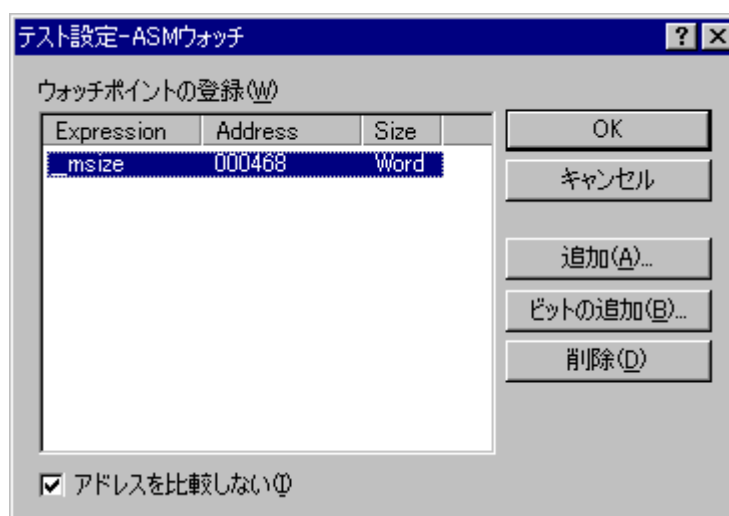 テスト設定-ASMウォッチ
ウォッチポイントの登録(W)
Expression Address Size
_msize 000468 Word
OK
キャンセル
追加(A)...
ビットの追加(B)...
削除(D)
アドレスを比較しない(I)